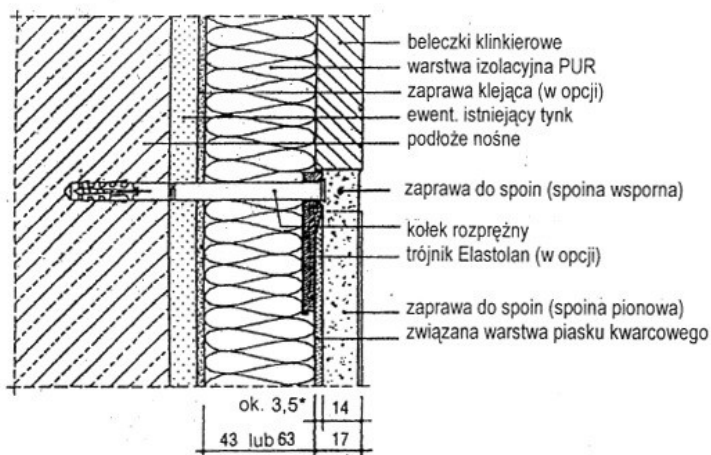 beleczki klinkierowe
warstwa izolacyjna PUR
zaprawa klejąca (w opcji)
ewent. istniejący tynk
podłoże nośne
zaprawa do spoin (spoina wsporna)
kołek rozprężny
trójnik Elastolan (w opcji)
zaprawa do spoin (spoina pionowa)
związana warstwa piasku kwarcowego
ok. 3,5* 14
43 lub 63 17